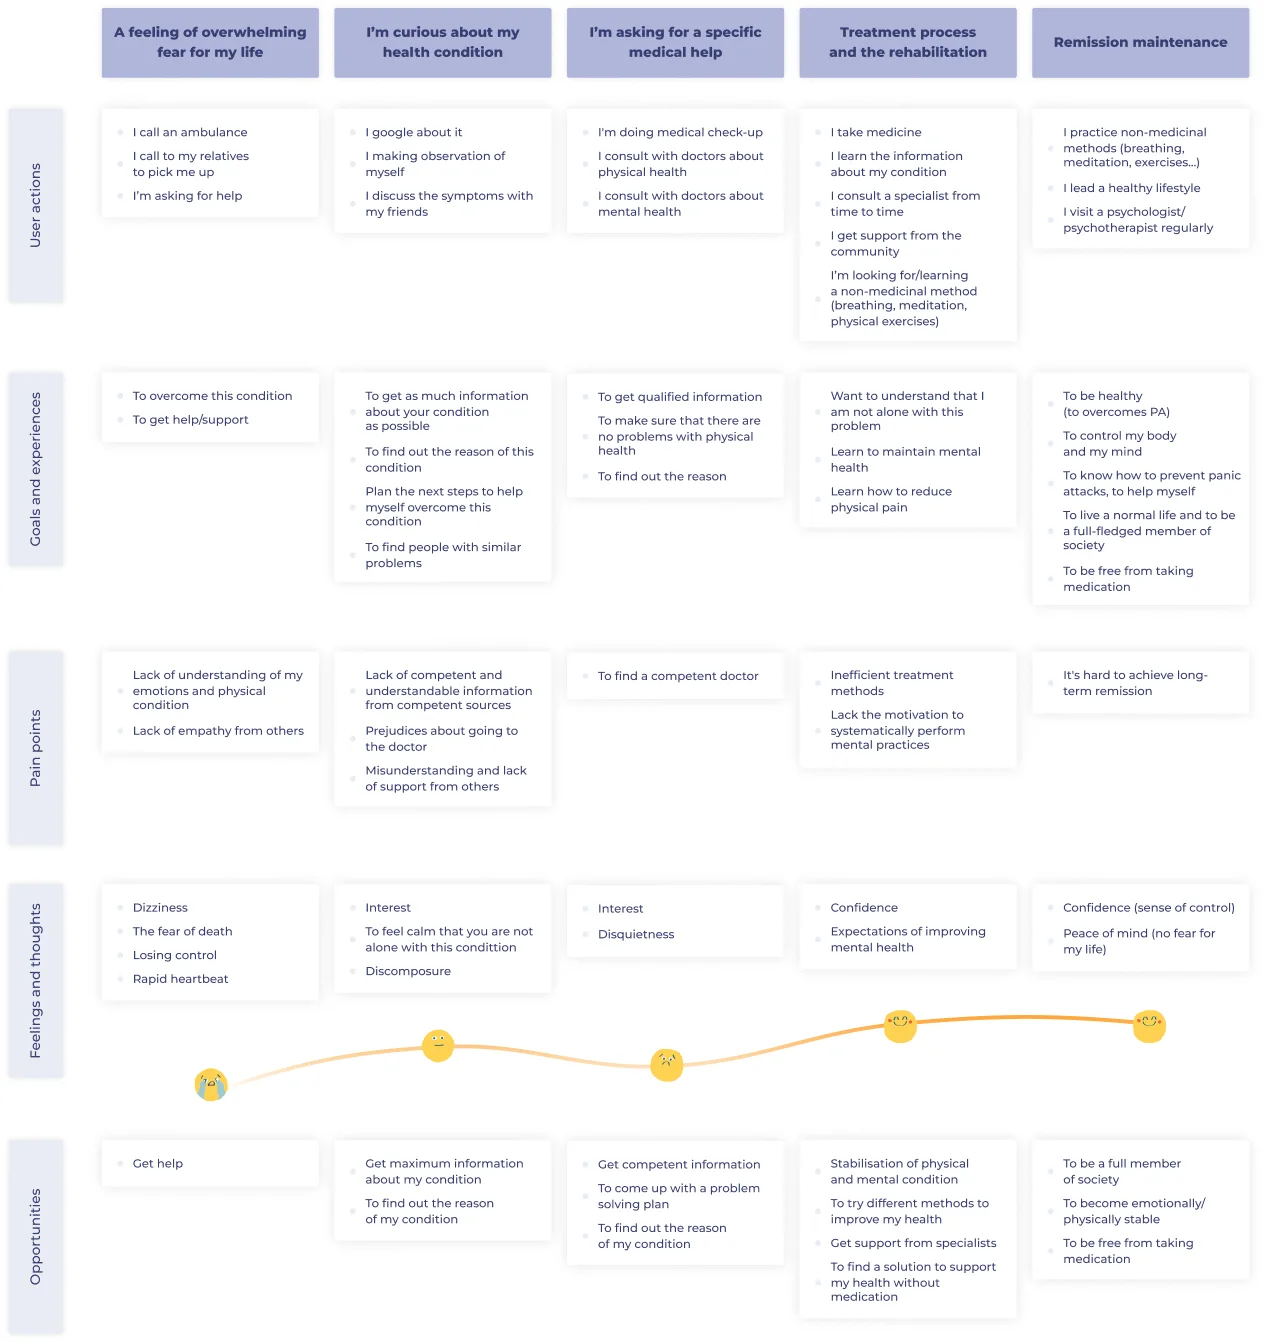 A feeling of overwhelming
fear for my life
I'm curious about my
health condition
I'm asking for a specific
medical help
Treatment process
and the rehabilitation
Remission maintenance
User actions
I call an ambulance
I call to my relatives
to pick me up
I'm asking for help
I google about it
I making observation of
myself
I discuss the symptoms with
my friends
I'm doing medical check-up
I consult with doctors about
physical health
I consult with doctors about
mental health
I take medicine
I learn the information
about my condition
I consult a specialist from
time to time
I get support from the
community
I'm looking for/learning
a non-medicinal method
(breathing, meditation,
physical exercises)
I practice non-medicinal
methods (breathing,
meditation, exercises...)
I lead a healthy lifestyle
I visit a psychologist/
psychotherapist regularly
Goals and experiences
To overcome this condition
To get help/support
To get as much information
about your condition
as possible
To find out the reason of this
condition
Plan the next steps to help
myself overcome this
condition
To find people with similar
problems
To get qualified information
To make sure that there are
no problems with physical
health
To find out the reason
Want to understand that I
am not alone with this
problem
Learn to maintain mental
health
Learn how to reduce
physical pain
To be healthy
(to overcomes PA)
To control my body
and my mind
To know how to prevent panic
attacks, to help myself
To live a normal life and to be
a full-fledged member of
society
To be free from taking
medication
Pain points
Lack of understanding of my
emotions and physical
condition
Lack of empathy from others
Lack of competent and
understandable information
from competent sources
Prejudices about going to
the doctor
Misunderstanding and lack
of support from others
To find a competent doctor
Inefficient treatment
methods
Lack the motivation to
systematically perform
mental practices
It's hard to achieve long-
term remission
Feelings and thoughts
Dizziness
The fear of death
Losing control
Rapid heartbeat
Interest
To feel calm that you are not
alone with this condittion
Discomposure
Interest
Disquietness
Confidence
Expectations of improving
mental health
Confidence (sense of control)
Peace of mind (no fear for
my life)
Opportunities
Get help
Get maximum information
about my condition
To find out the reason
of my condition
Get competent information
To come up with a problem
solving plan
To find out the reason
of my condition
Stabilisation of physical
and mental condition
To try different methods to
improve my health
Get support from specialists
To find a solution to support
my health without
medication
To be a full member
of society
To become emotionally/
physically stable
To be free from taking
medication